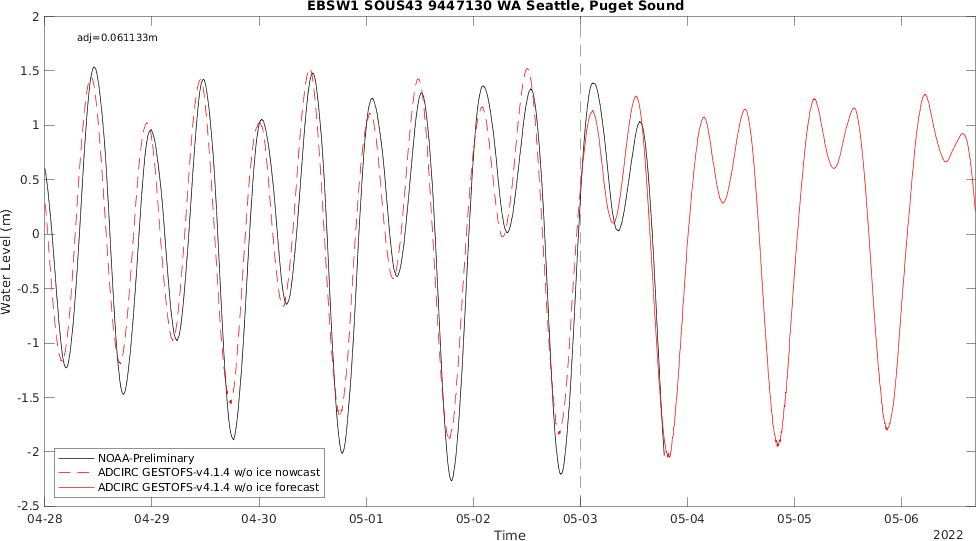 EBSW1 SOUS43 9447130 WA Seattle, Puget Sound
adj=0.061133m
2
1.5
1
0.5
0
-0.5
-1
-1.5
-2
-2.5
Water Level (m)
NOAA-Preliminary
ADCIRC GESTOFS-v4.1.4 w/o ice nowcast
ADCIRC GESTOFS-v4.1.4 w/o ice forecast
04-28 04-29 04-30 05-01 05-02 05-03 05-04 05-05 05-06
Time
2022